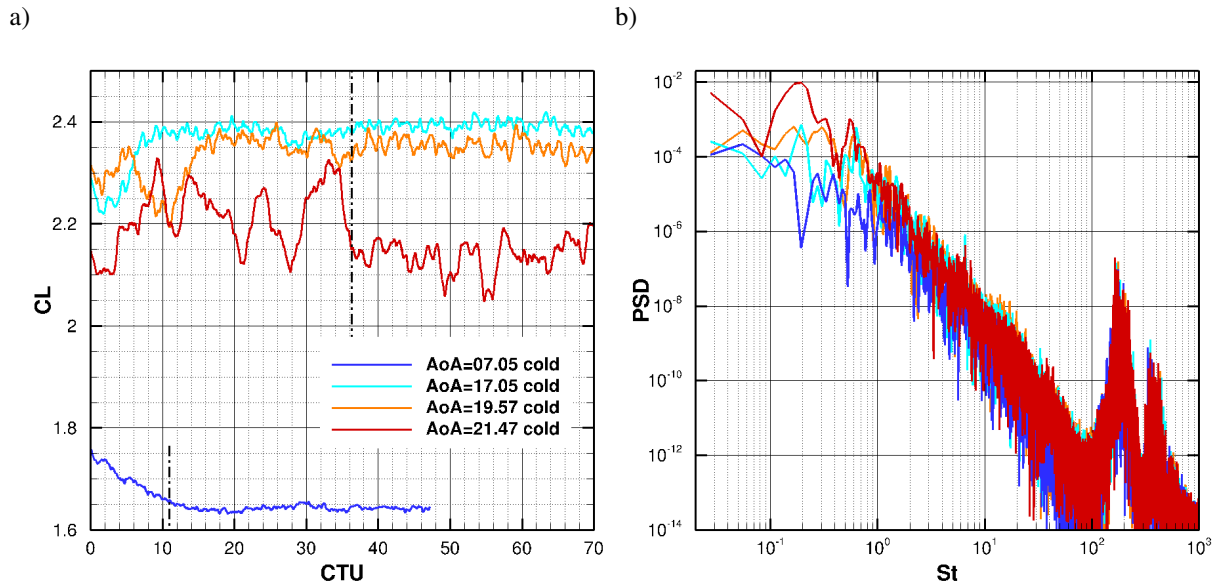 a)
b)
2.4
2.2
2
1.8
1.6
CL
0 10 20 30 40 50 60 70
CTU
AoA=07.05 cold
AoA=17.05 cold
AoA=19.57 cold
AoA=21.47 cold
10-2
10-4
10-6
10-8
10-10
10-12
10-14
PSD
10-1 100 101 102 103
St